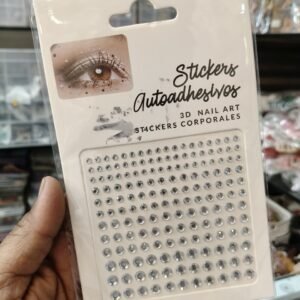 Stickers
Autoadhesivos
3D NAIL ART
STICKERS CORPORALES